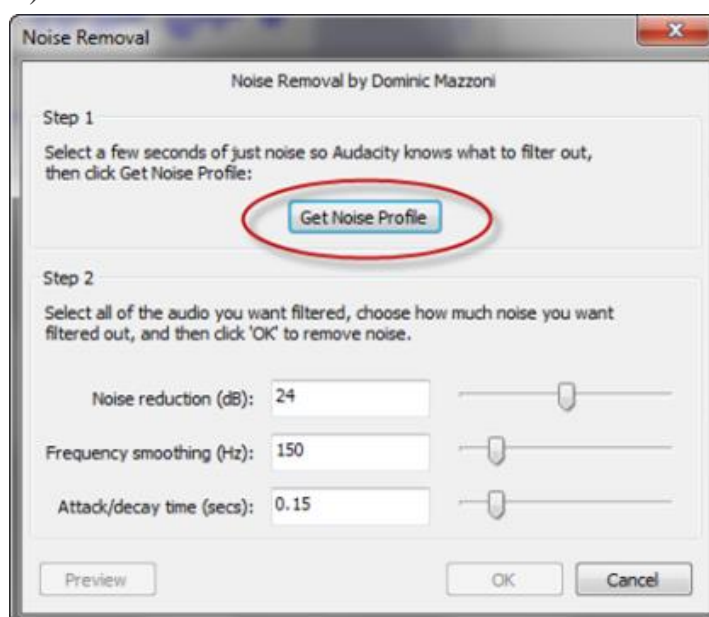 Noise Removal
Noise Removal by Dominic Mazzoni
Step 1
Select a few seconds of just noise so Audacity knows what to filter out,
then click Get Noise Profile:
Get Noise Profile
Step 2
Select all of the audio you want filtered, choose how much noise you want
filtered out, and then click 'OK' to remove noise.
Noise reduction (dB): 24
Frequency smoothing (Hz): 150
Attack/decay time (secs): 0.15
Preview OK Cancel